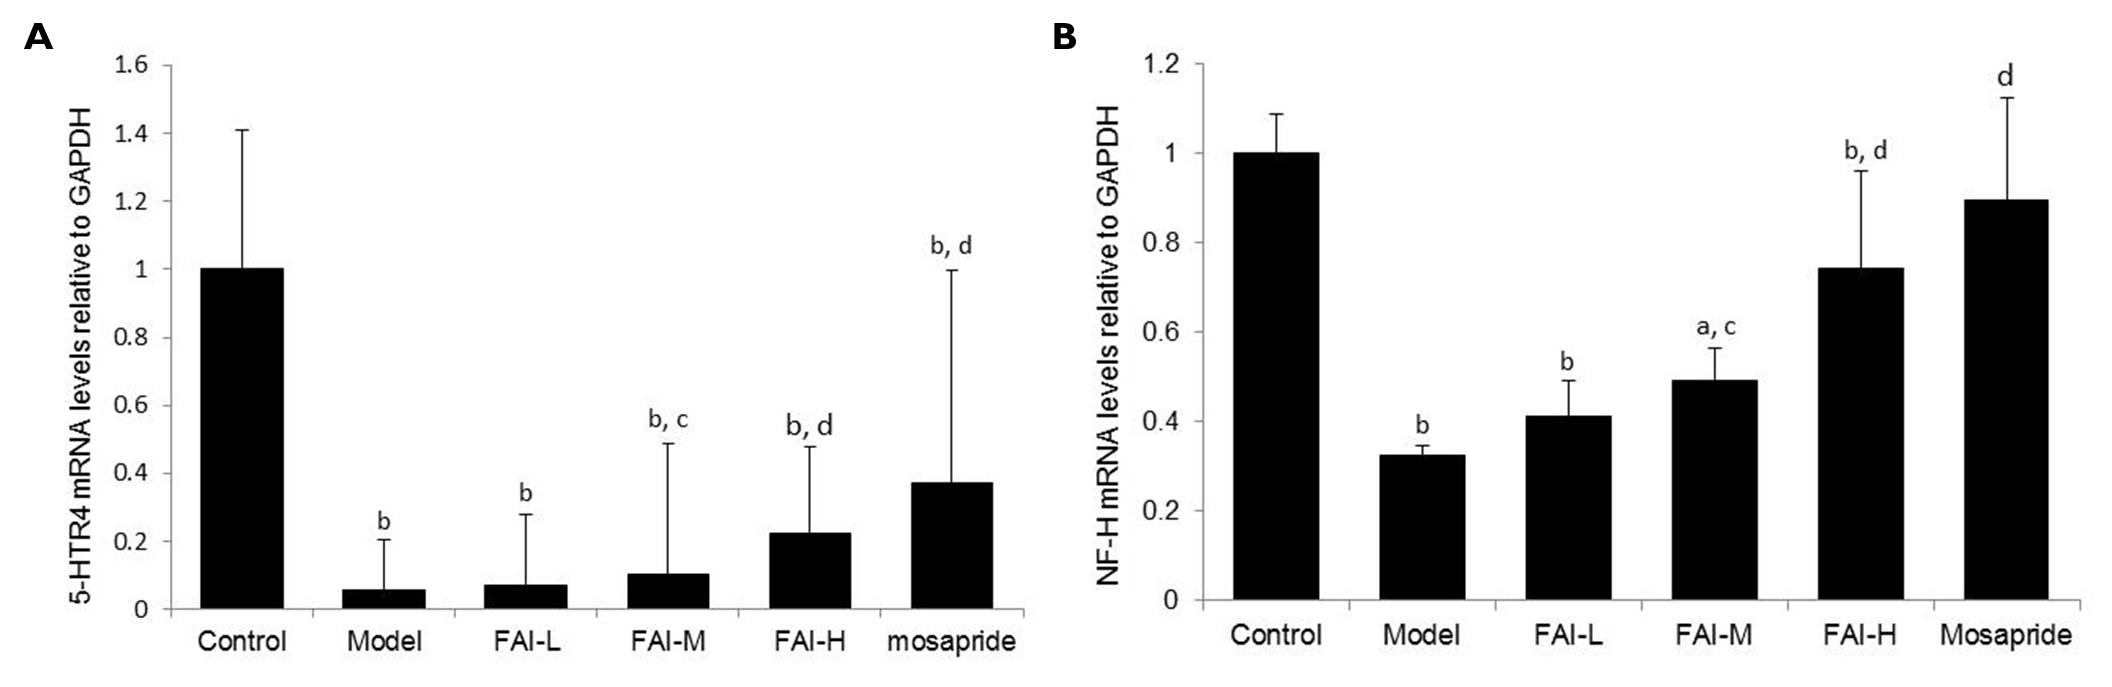 A
5-HTR4 mRNA levels relative to GAPDH
1.6
1.4
1.2
1
0.8
0.6
0.4
0.2
0
b
b
b, c
b, d
b, d
Control Model FAI-L FAI-M FAI-H mosapride
B
NF-H mRNA levels relative to GAPDH
1.2
1
0.8
0.6
0.4
0.2
0
b
b
a, c
b, d
d
Control Model FAI-L FAI-M FAI-H Mosapride